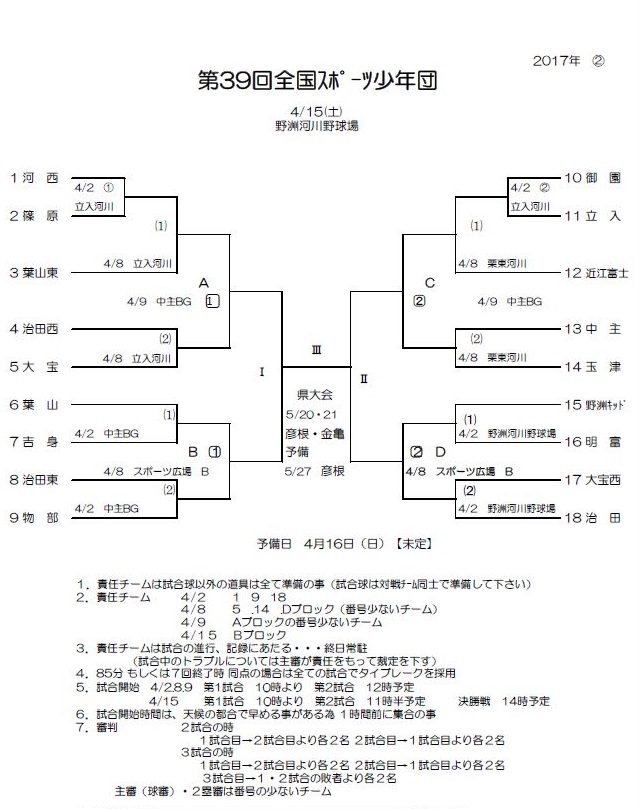 2017年 ②
第39回全国ｽﾎﾟｰﾂ少年団
4/15(土)
野洲河川野球場
1 河 西
4/2 ①
立入河川
2 篠 原
(1)
3 葉山東
4/8 立入河川
A
4/9 中主BG 1
4 治田西
(2)
4/8 立入河川
5 大 宝
I
6 葉 山
(1)
7 吉 身
4/2 中主BG
B ①
8 治田東
4/8 スポーツ広場 B
(2)
4/2 中主BG
9 物 部
III
県大会
5/20・21
彦根・金亀
予備
5/27 彦根
10 御 園
4/2 ②
立入河川
11 立 入
(1)
4/8 栗東河川
12 近江富士
C
② 4/9 中主BG
13 中 主
(2)
4/8 栗東河川
14 玉 津
II
15 野洲ｷｯﾄﾞ
(1)
4/2 野洲河川野球場
16 明 富
② D
4/8 スポーツ広場 B
17 大宝西
(2)
4/2 野洲河川野球場
18 治 田
予備日 4月16日（日）【未定】
1．責任チームは試合球以外の道具は全て準備の事（試合球は対戦ﾁｰﾑ同士で準備して下さい）
2．責任チーム 4/2 1 9 18
4/8 5 .14 .Dブロック（番号少ないチーム）
4/9 Aブロックの番号少ないチーム
4/15 Bブロック
3．責任チームは試合の進行、記録にあたる・・・終日常駐
（試合中のトラブルについては主審が責任をもって裁定を下す）
4．85分 もしくは7回終了時 同点の場合は全ての試合でタイブレークを採用
5．試合開始 4/2.8.9 第1試合 10時より 第2試合 12時予定
4/15 第1試合 10時より 第2試合 11時半予定 決勝戦 14時予定
6．試合開始時間は、天候の都合で早める事がある為 1時間前に集合の事
7．審判 2試合の時
1試合目→2試合目より各2名 2試合目→1試合目より各2名
3試合の時
1試合目→2試合目より各2名 2試合目→1試合目より各2名
3試合目→1・2試合の敗者より各2名
主審（球審）・2塁審は番号の少ないチーム